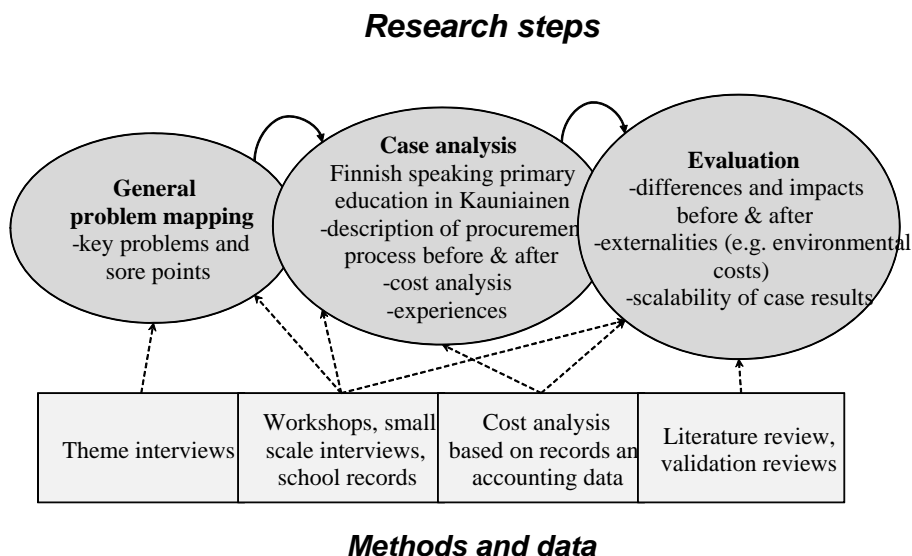 Research steps
General
problem mapping
-key problems and
sore points
Case analysis
Finnish speaking primary
education in Kauniainen
-description of procuremen
process before & after
-cost analysis
-experiences
Evaluation
-differences and impacts
before & after
-externalities (e.g. environmental
costs)
-scalability of case results
Theme interviews
Workshops, small
scale interviews,
school records
Cost analysis
based on records an
accounting data
Literature review,
validation reviews
Methods and data